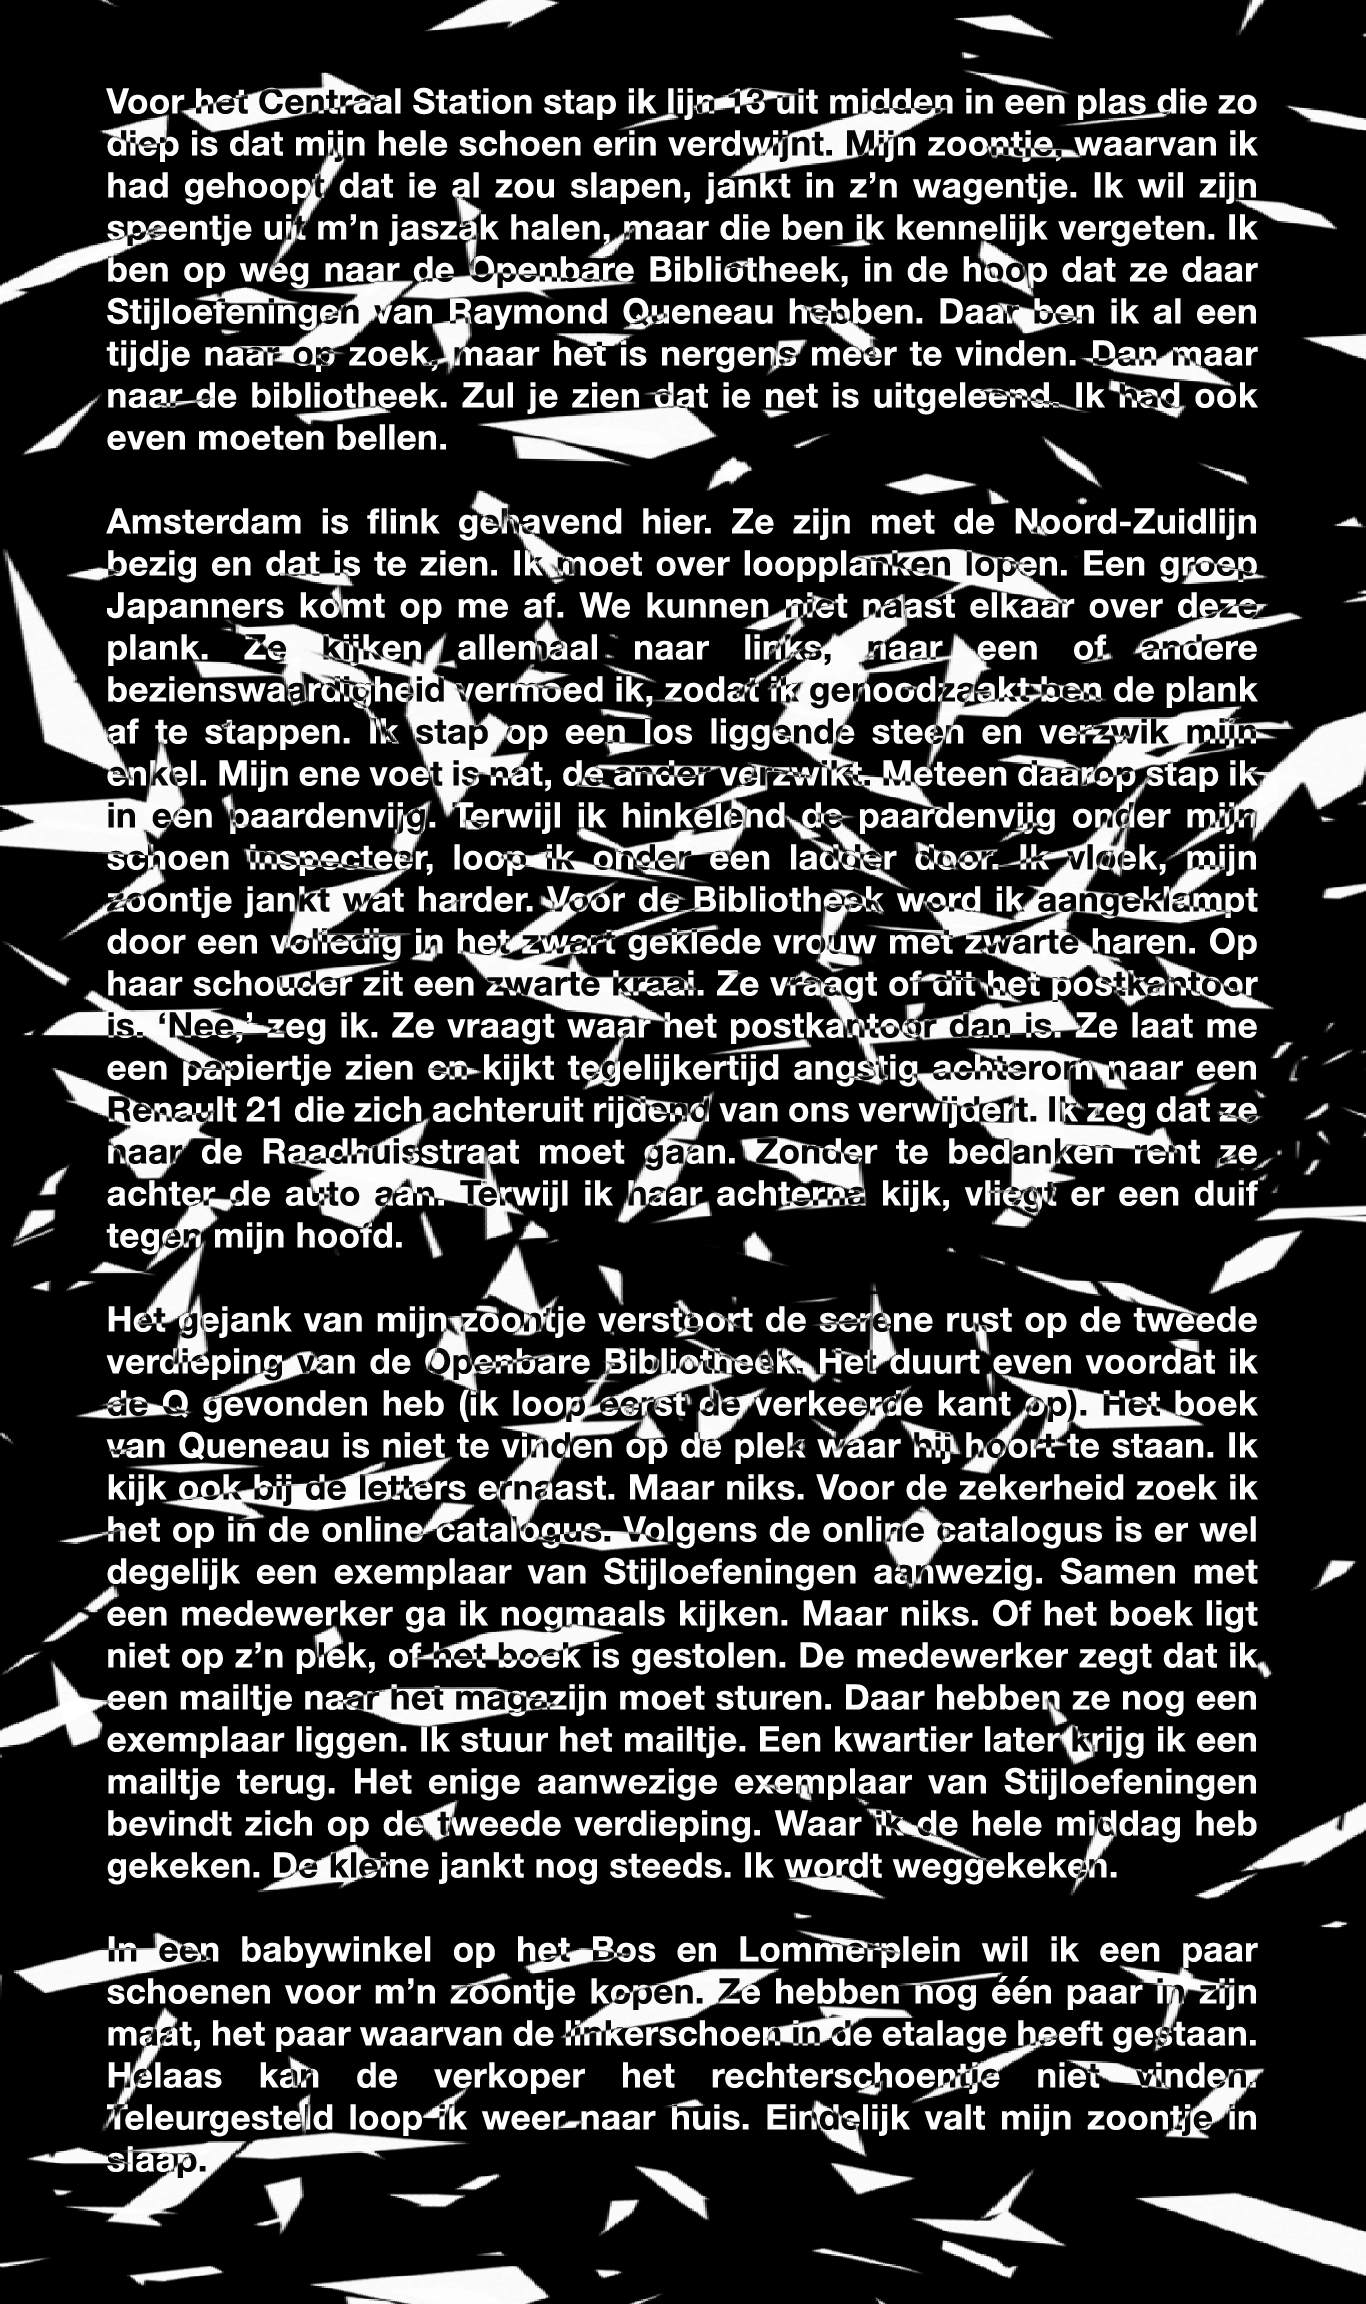 Voor het Centraal Station stap ik lijn 13 uit midden in een plas die zo
diep is dat mijn hele schoen erin verdwijnt. Mijn zoontje, waarvan ik
had gehoopt dat ie al zou slapen, jankt in z’n wagentje. Ik wil zijn
speentje uit m’n jaszak halen, maar die ben ik kennelijk vergeten. Ik
ben op weg naar de Openbare Bibliotheek, in de hoop dat ze daar
Stijloefeningen van Raymond Queneau hebben. Daar ben ik al een
tijdje naar op zoek, maar het is nergens meer te vinden. Dan maar
naar de bibliotheek. Zul je zien dat ie net is uitgeleend. Ik had ook
even moeten bellen.

Amsterdam is flink gehavend hier. Ze zijn met de Noord-Zuidlijn
bezig en dat is te zien. Ik moet over loopplanken lopen. Een groep
Japanners komt op me af. We kunnen niet naast elkaar over deze
plank. Ze kijken allemaal naar links, naar een of andere
bezienswaardigheid vermoed ik, zodat ik genoodzaakt ben de plank
af te stappen. Ik stap op een los liggende steen en verzwik mijn
enkel. Mijn ene voet is nat, de ander verzwikt. Meteen daarop stap ik
in een paardenvijg. Terwijl ik hinkelend de paardenvijg onder mijn
schoen inspecteer, loop ik onder een ladder door. Ik vloek, mijn
zoontje jankt wat harder. Voor de Bibliotheek word ik aangeklampt
door een volledig in het zwart geklede vrouw met zwarte haren. Op
haar schouder zit een zwarte kraai. Ze vraagt of dit het postkantoor
is. ‘Nee,’ zeg ik. Ze vraagt waar het postkantoor dan is. Ze laat me
een papiertje zien en kijkt tegelijkertijd angstig achterom naar een
Renault 21 die zich achteruit rijdend van ons verwijdert. Ik zeg dat ze
naar de Raadhuisstraat moet gaan. Zonder te bedanken rent ze
achter de auto aan. Terwijl ik haar achterna kijk, vliegt er een duif
tegen mijn hoofd.

Het gejank van mijn zoontje verstoort de serene rust op de tweede
verdieping van de Openbare Bibliotheek. Het duurt even voordat ik
de Q gevonden heb (ik loop eerst de verkeerde kant op). Het boek
van Queneau is niet te vinden op de plek waar hij hoort te staan. Ik
kijk ook bij de letters ernaast. Maar niks. Voor de zekerheid zoek ik
het op in de online catalogus. Volgens de online catalogus is er wel
degelijk een exemplaar van Stijloefeningen aanwezig. Samen met
een medewerker ga ik nogmaals kijken. Maar niks. Of het boek ligt
niet op z’n plek, of het boek is gestolen. De medewerker zegt dat ik
een mailtje naar het magazijn moet sturen. Daar hebben ze nog een
exemplaar liggen. Ik stuur het mailtje. Een kwartier later krijg ik een
mailtje terug. Het enige aanwezige exemplaar van Stijloefeningen
bevindt zich op de tweede verdieping. Waar ik de hele middag heb
gekeken. De kleine jankt nog steeds. Ik wordt weggekeken.

In een babywinkel op het Bos en Lommerplein wil ik een paar
schoenen voor m’n zoontje kopen. Ze hebben nog één paar in zijn
maat, het paar waarvan de linkerschoen in de etalage heeft gestaan.
Helaas kan de verkoper het rechterschoentje niet vinden.
Teleurgesteld loop ik weer naar huis. Eindelijk valt mijn zoontje in
slaap.